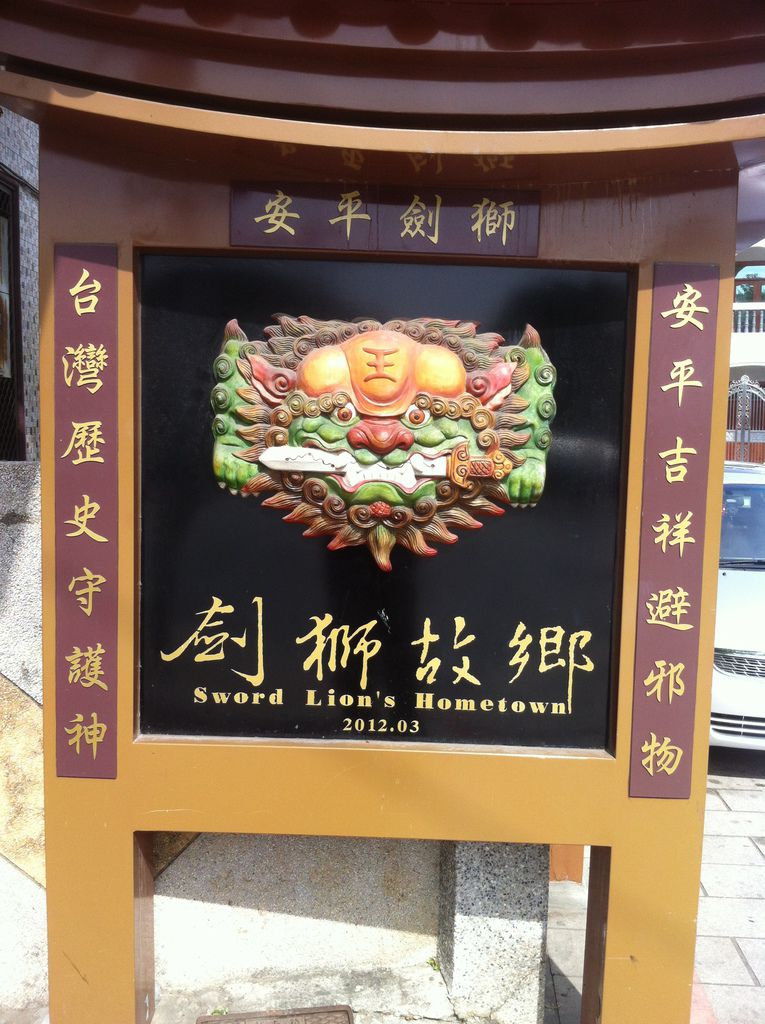 安平劍獅
安平吉祥避邪物
台灣歷史守護神
王
劍獅故鄉
Sword Lion's Hometown
2012.03